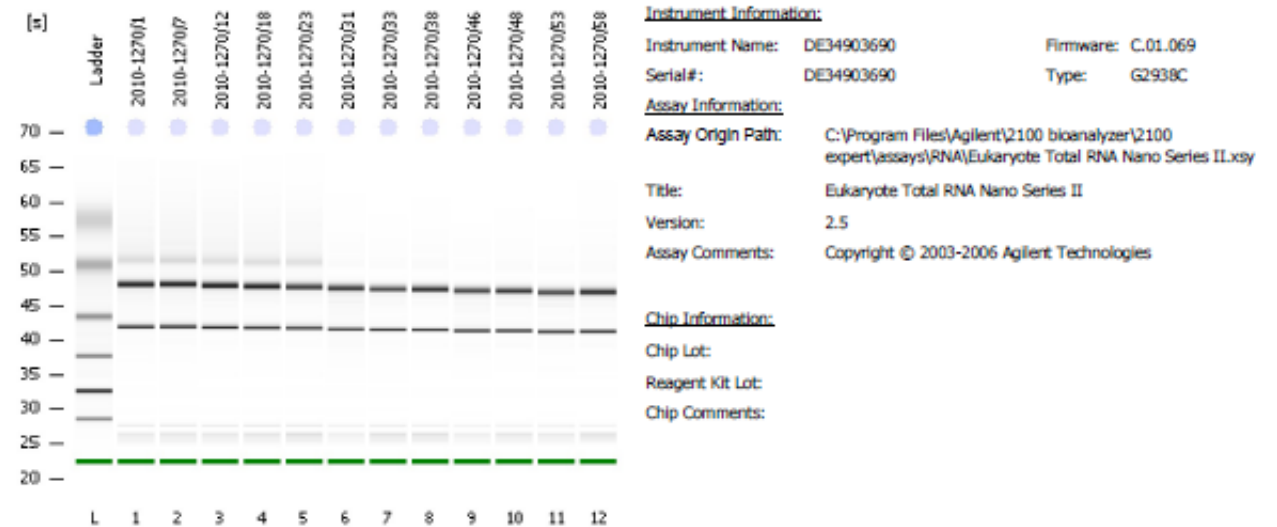 [s]
Ladder
2010-1270/1
2010-1270/7
2010-1270/12
2010-1270/18
2010-1270/23
2010-1270/31
2010-1270/33
2010-1270/38
2010-1270/46
2010-1270/48
2010-1270/53
2010-1270/58
70
65
60
55
50
45
40
35
30
25
20
L 1 2 3 4 5 6 7 8 9 10 11 12
Instrument Information:
Instrument Name: DE34903690 Firmware: C.01.069
Serial#: DE34903690 Type: G2938C
Assay Information:
Assay Origin Path: C:\Program Files\Agilent\2100 bioanalyzer\2100
expert\assays\RNA\Eukaryote Total RNA Nano Series II.xsy
Title: Eukaryote Total RNA Nano Series II
Version: 2.5
Assay Comments: Copyright © 2003-2006 Agilent Technologies
Chip Information:
Chip Lot:
Reagent Kit Lot:
Chip Comments: